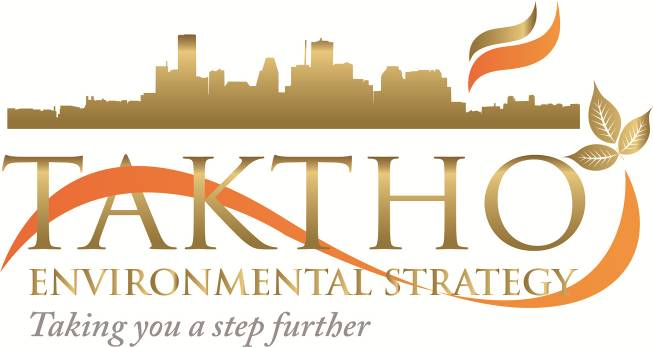 TAKTHO
ENVIRONMENTAL STRATEGY
Taking you a step further